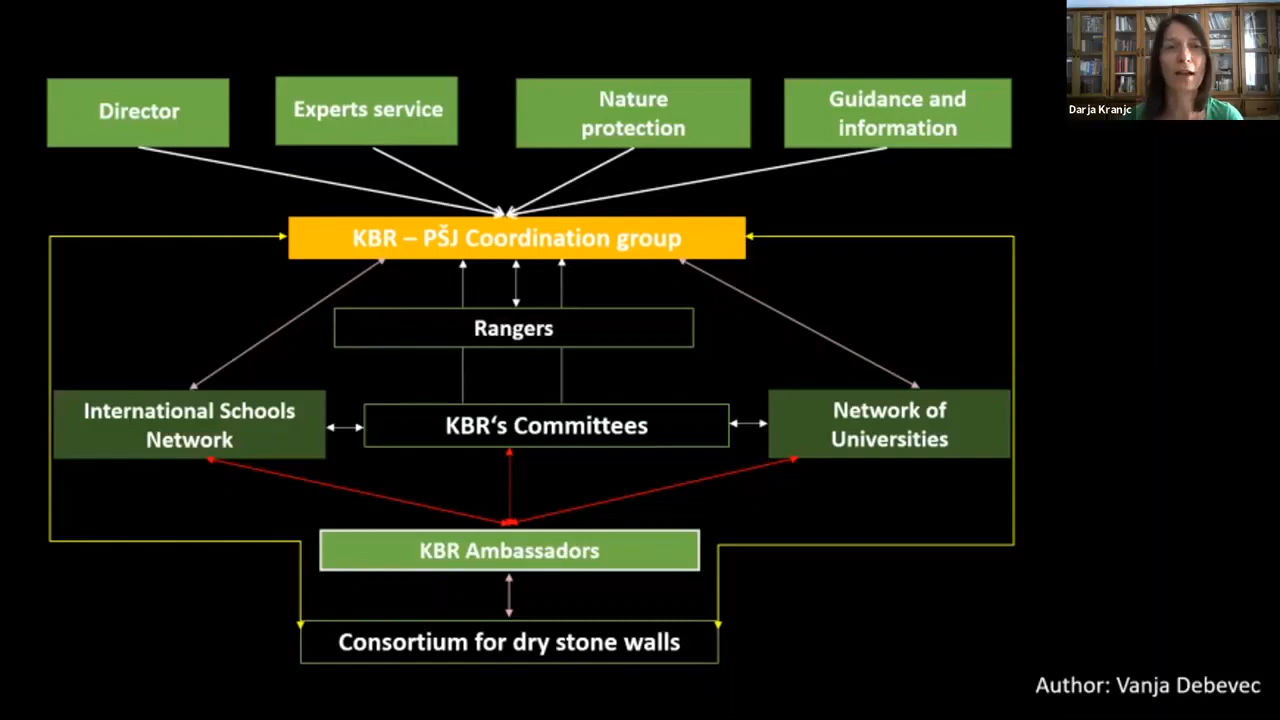 Darja Kranjc
Director
Experts service
Nature
protection
Guidance and
information
KBR – PŠJ Coordination group
Rangers
International Schools
Network
KBR‘s Committees
Network of
Universities
KBR Ambassadors
Consortium for dry stone walls
Author: Vanja Debevec